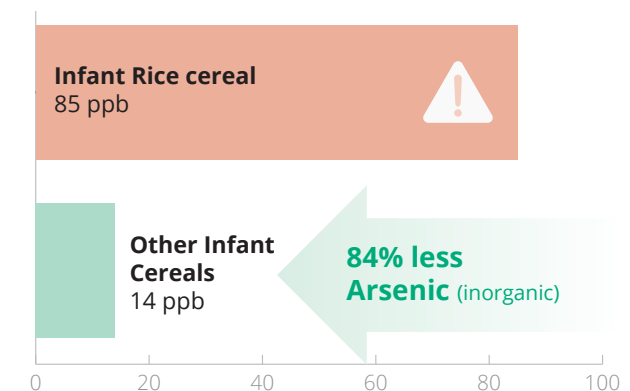 Infant Rice cereal
85 ppb
Other Infant
Cereals
14 ppb
84% less
Arsenic (inorganic)
0 20 40 60 80 100